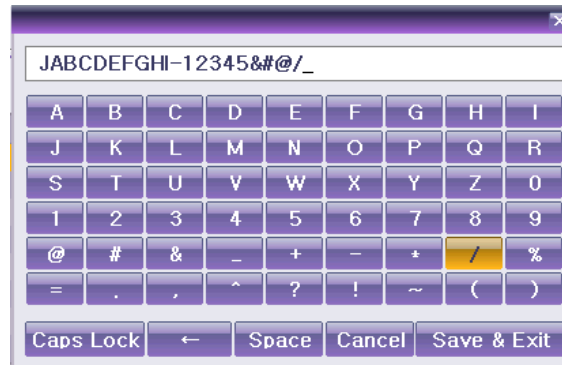 JABCDEFGHI-12345&#@/_
A B C D E F G H I
J K L M N O P Q R
S T U V W X Y Z 0
1 2 3 4 5 6 7 8 9
@ # & _ + - * / %
= . , ^ ? ! ~ ( )
Caps Lock ← Space Cancel Save & Exit